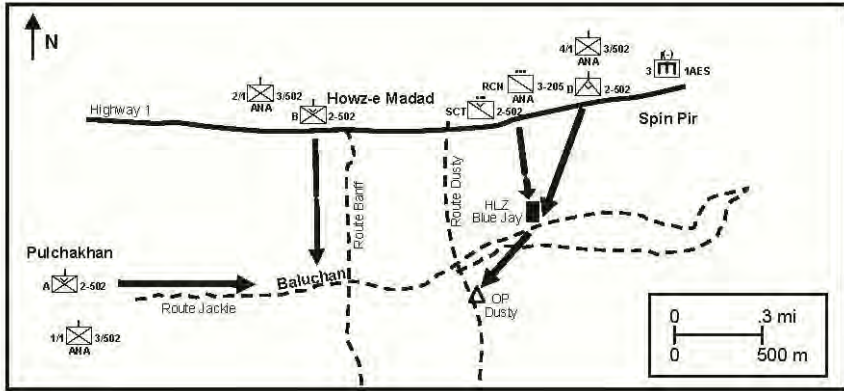 N
4/1 3/502
ANA
(-)
3 1AES
2/1 3/502
ANA
Howz-e Madad
RCN 3-205
ANA
D 2-502
B 2-502
SCT 2-502
Highway 1
Spin Pir
Route Banff
Route Dusty
HLZ
Blue Jay
Pulchakhan
A 2-502
Baluchan
Route Jackie
OP
Dusty
1/1 3/502
ANA
0 .3 mi
0 500 m